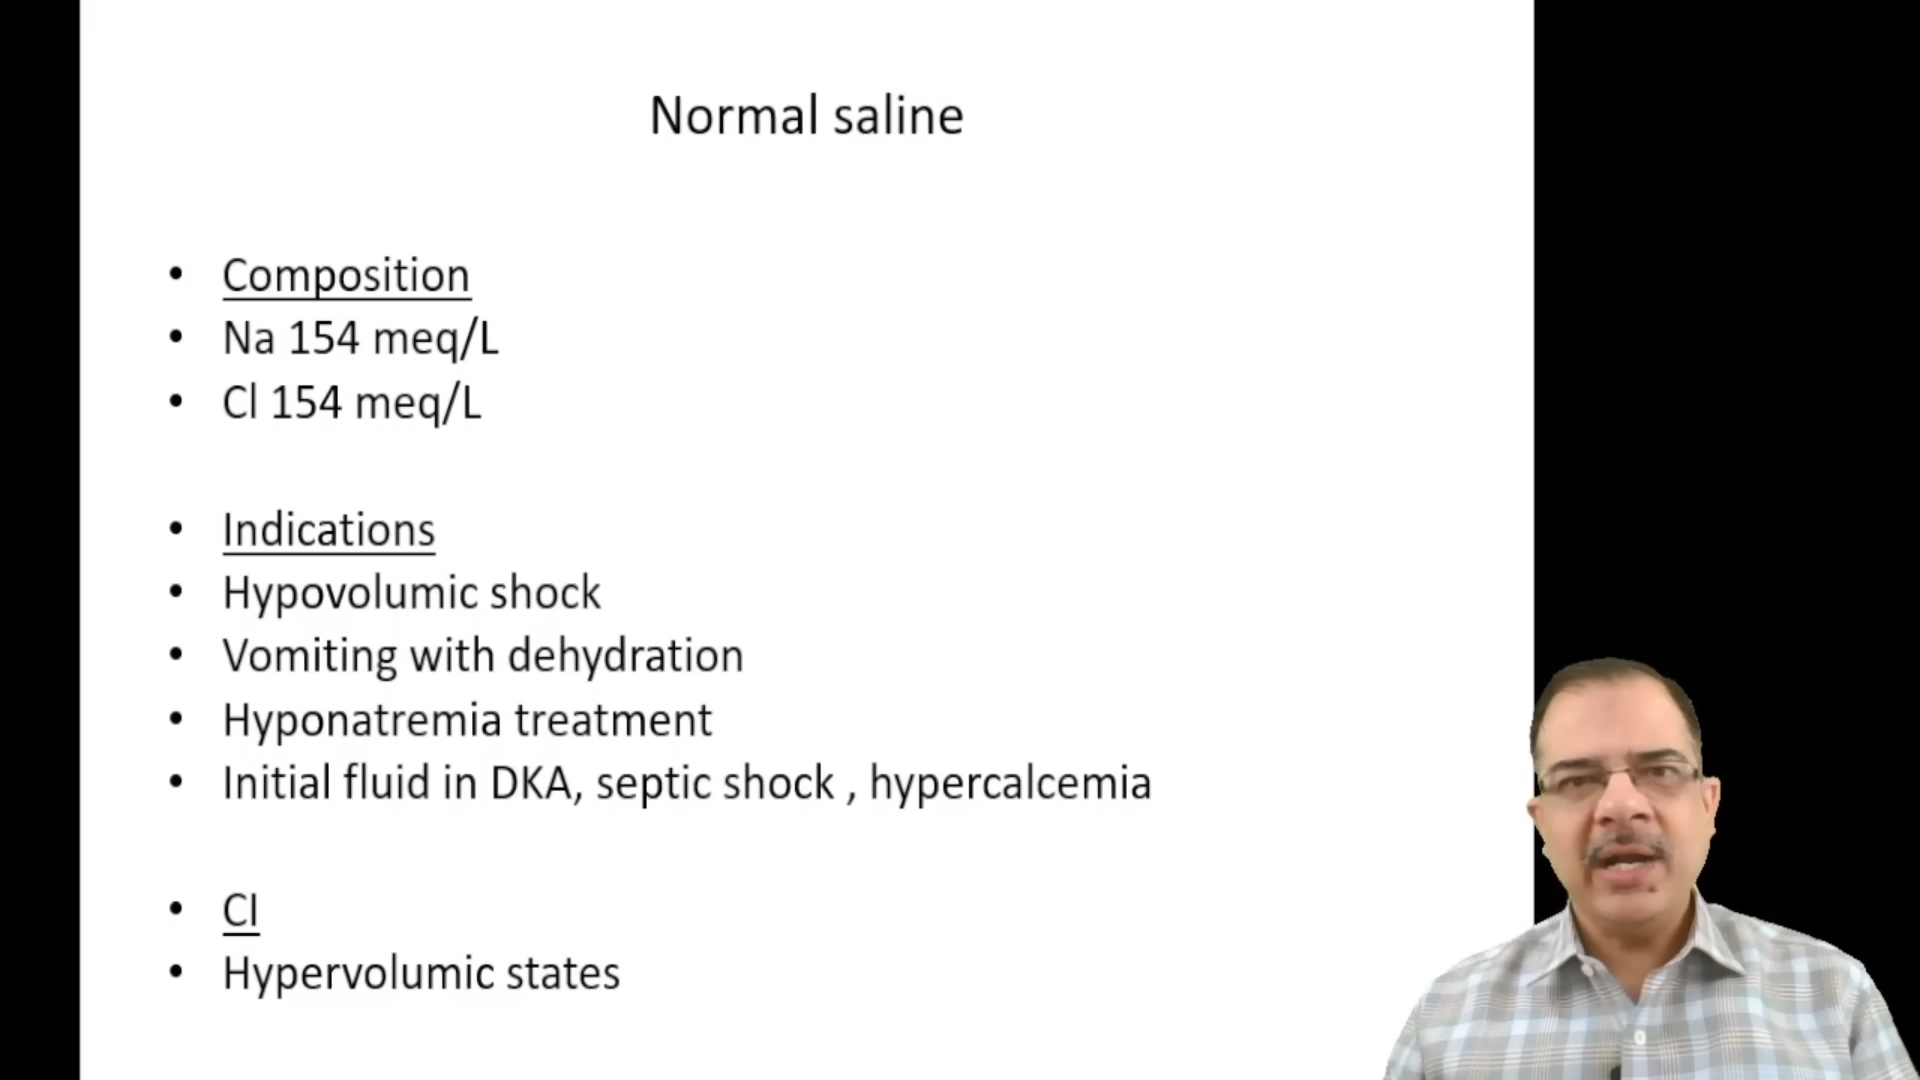 Normal saline
• Composition
• Na 154 meq/L
• Cl 154 meq/L
• Indications
• Hypovolumic shock
• Vomiting with dehydration
• Hyponatremia treatment
• Initial fluid in DKA, septic shock , hypercalcemia
• CI
• Hypervolumic states